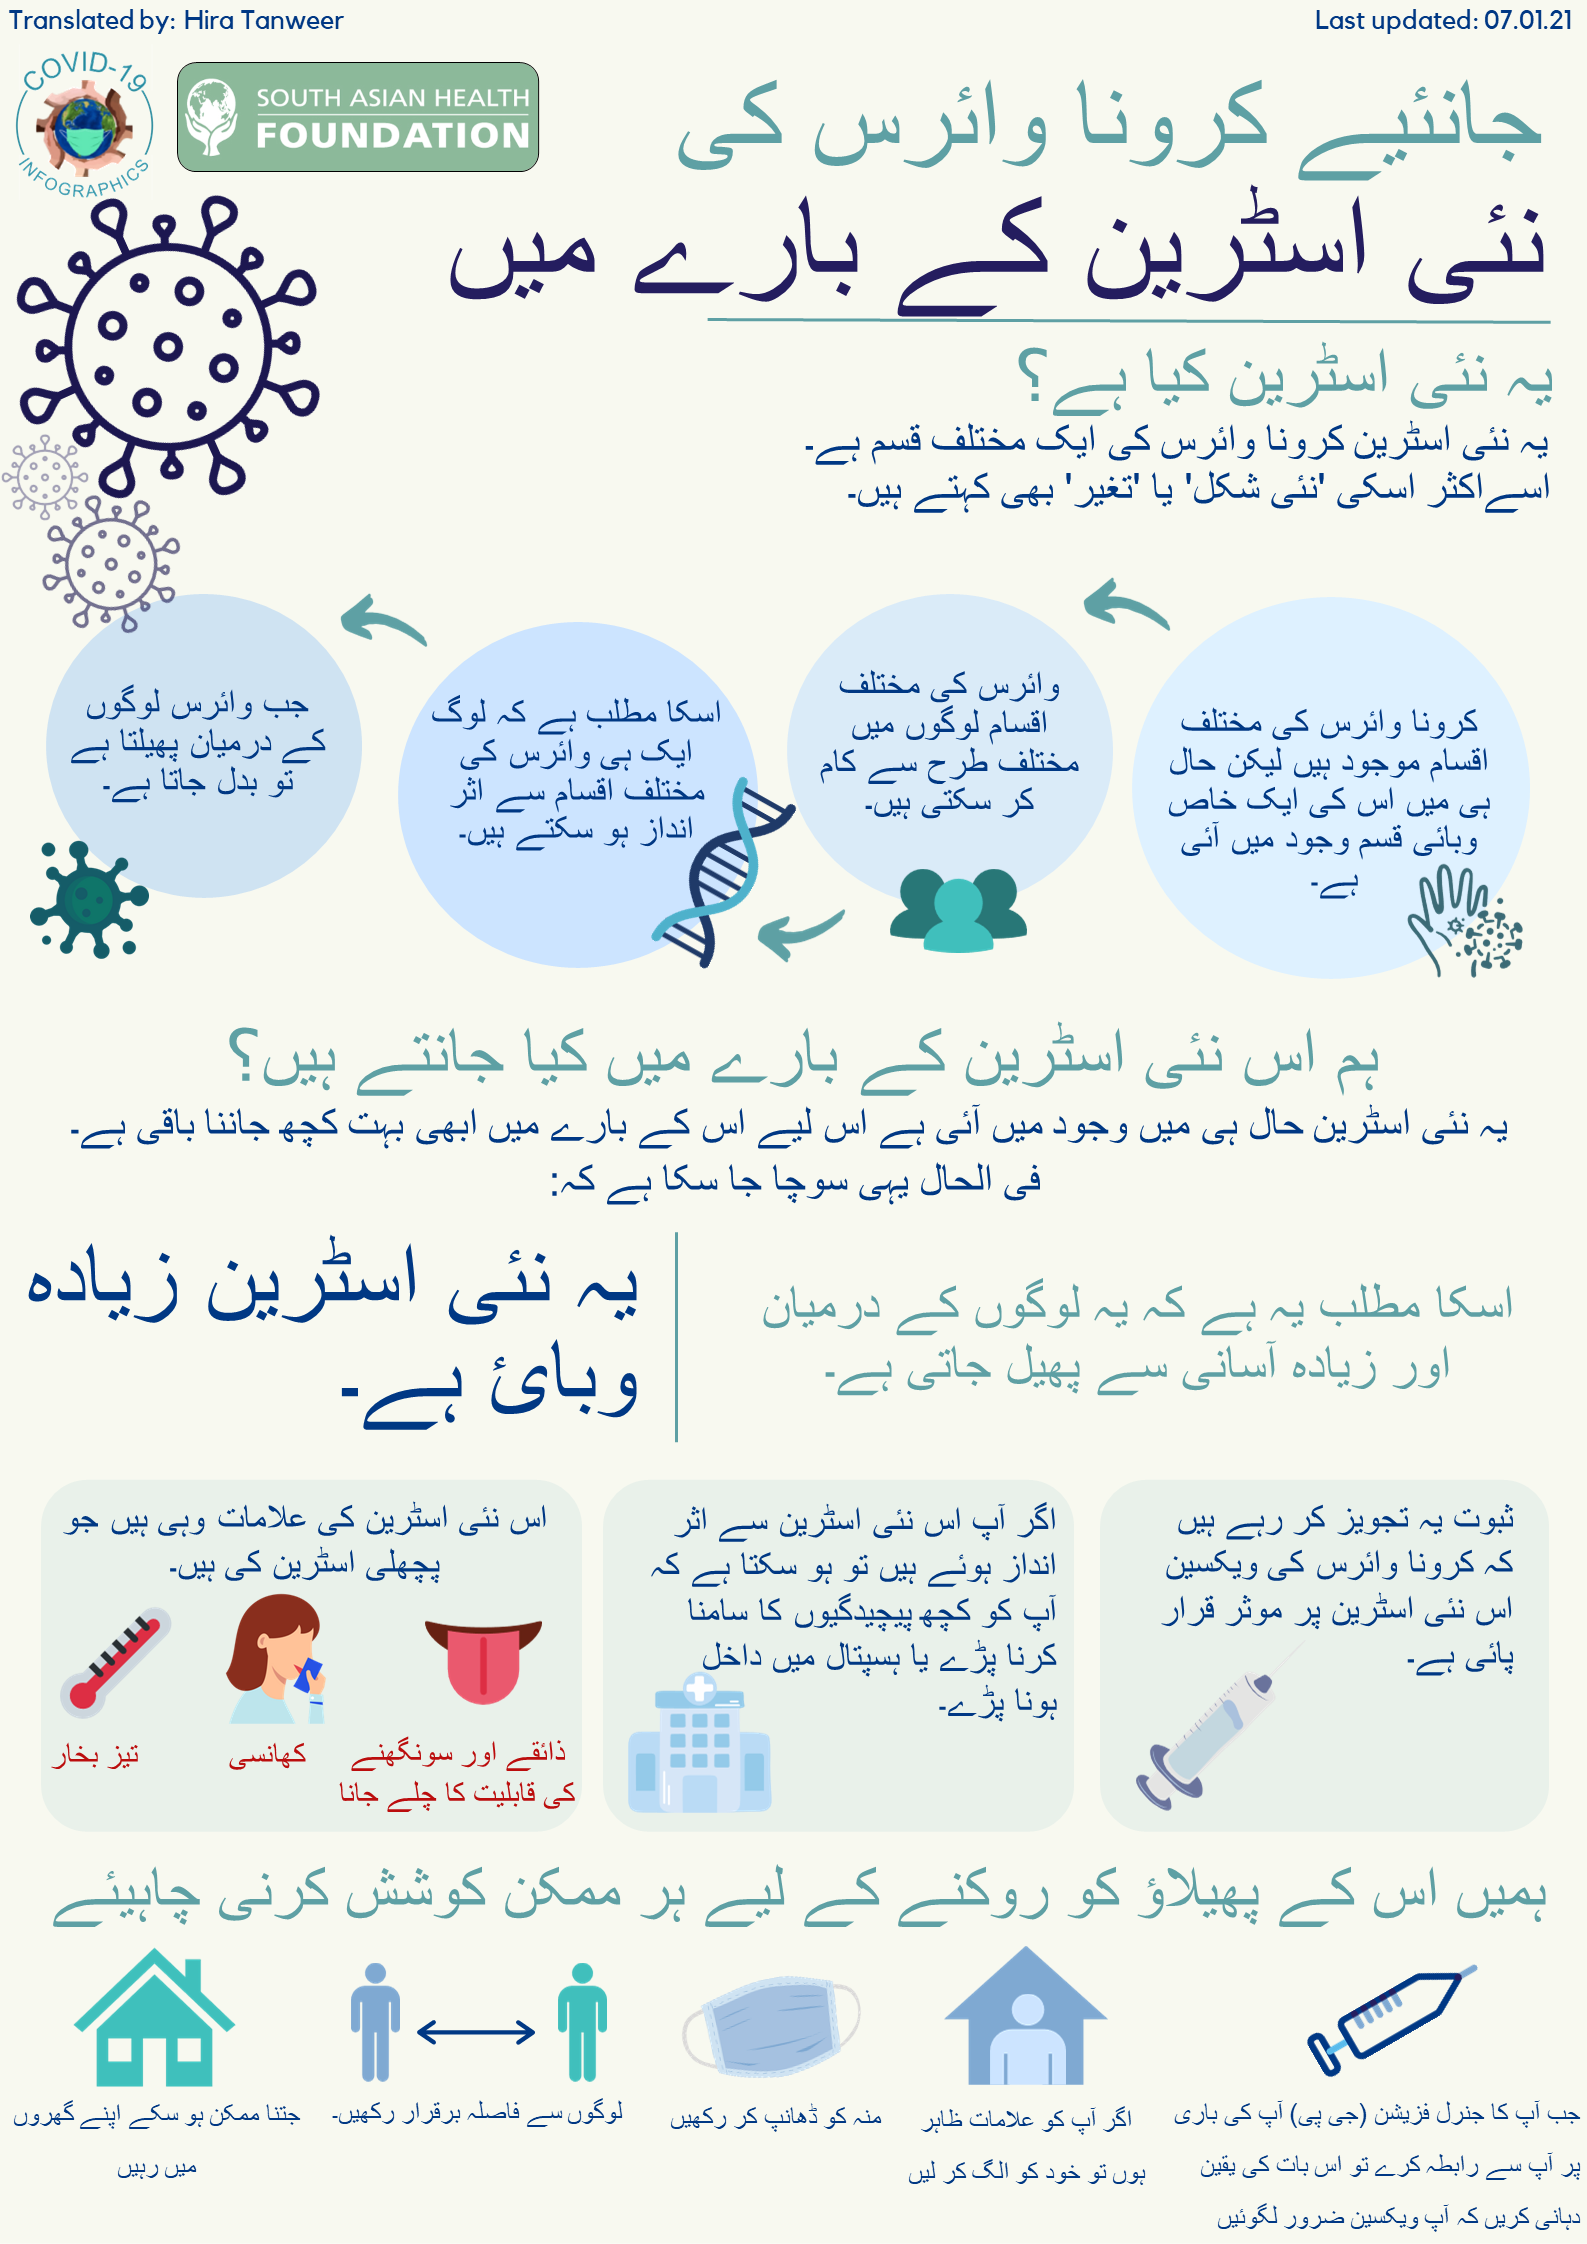 Translated by: Hira Tanweer
Last updated: 07.01.21
COVID-19
INFOGRAPHICS
SOUTH ASIAN HEALTH
FOUNDATION
جانئیے کرونا وائرس کی
نئی اسٹرین کے بارے میں
یہ نئی اسٹرین کیا ہے؟
یہ نئی اسٹرین کرونا وائرس کی ایک مختلف قسم ہے۔
اسےاکثر اسکی 'نئی شکل' یا 'تغیر' بھی کہتے ہیں۔
کرونا وائرس کی مختلف
اقسام موجود ہیں لیکن حال
ہی میں اس کی ایک خاص
وبائی قسم وجود میں آئی
ہے۔
وائرس کی مختلف
اقسام لوگوں میں
مختلف طرح سے کام
کر سکتی ہیں۔
اسکا مطلب ہے کہ لوگ
ایک ہی وائرس کی
مختلف اقسام سے اثر
انداز ہو سکتے ہیں۔
جب وائرس لوگوں
کے درمیان پھیلتا ہے
تو بدل جاتا ہے۔
ہم اس نئی اسٹرین کے بارے میں کیا جانتے ہیں؟
یہ نئی اسٹرین حال ہی میں وجود میں آئی ہے اس لیے اس کے بارے میں ابھی بہت کچھ جاننا باقی ہے۔
فی الحال یہی سوچا جا سکا ہے کہ:
اسکا مطلب یہ ہے کہ یہ لوگوں کے درمیان
اور زیادہ آسانی سے پھیل جاتی ہے۔
یہ نئی اسٹرین زیادہ
وبائ ہے۔
ثبوت یہ تجویز کر رہے ہیں
کہ کرونا وائرس کی ویکسین
اس نئی اسٹرین پر موثر قرار
پائی ہے۔
اگر آپ اس نئی اسٹرین سے اثر
انداز ہوئے ہیں تو ہو سکتا ہے کہ
آپ کو کچھ پیچیدگیوں کا سامنا
کرنا پڑے یا ہسپتال میں داخل
ہونا پڑے۔
اس نئی اسٹرین کی علامات وہی ہیں جو
پچھلی اسٹرین کی ہیں۔
ذائقے اور سونگھنے
کی قابلیت کا چلے جانا
کھانسی
تیز بخار
ہمیں اس کے پھیلاؤ کو روکنے کے لیے ہر ممکن کوشش کرنی چاہیئے
جب آپ کا جنرل فزیشن (جی پی) آپ کی باری
پر آپ سے رابطہ کرے تو اس بات کی یقین
دہانی کریں کہ آپ ویکسین ضرور لگوئیں
اگر آپ کو علامات ظاہر
ہوں تو خود کو الگ کر لیں
منہ کو ڈھانپ کر رکھیں
لوگوں سے فاصلہ برقرار رکھیں۔
جتنا ممکن ہو سکے اپنے گھروں
میں رہیں